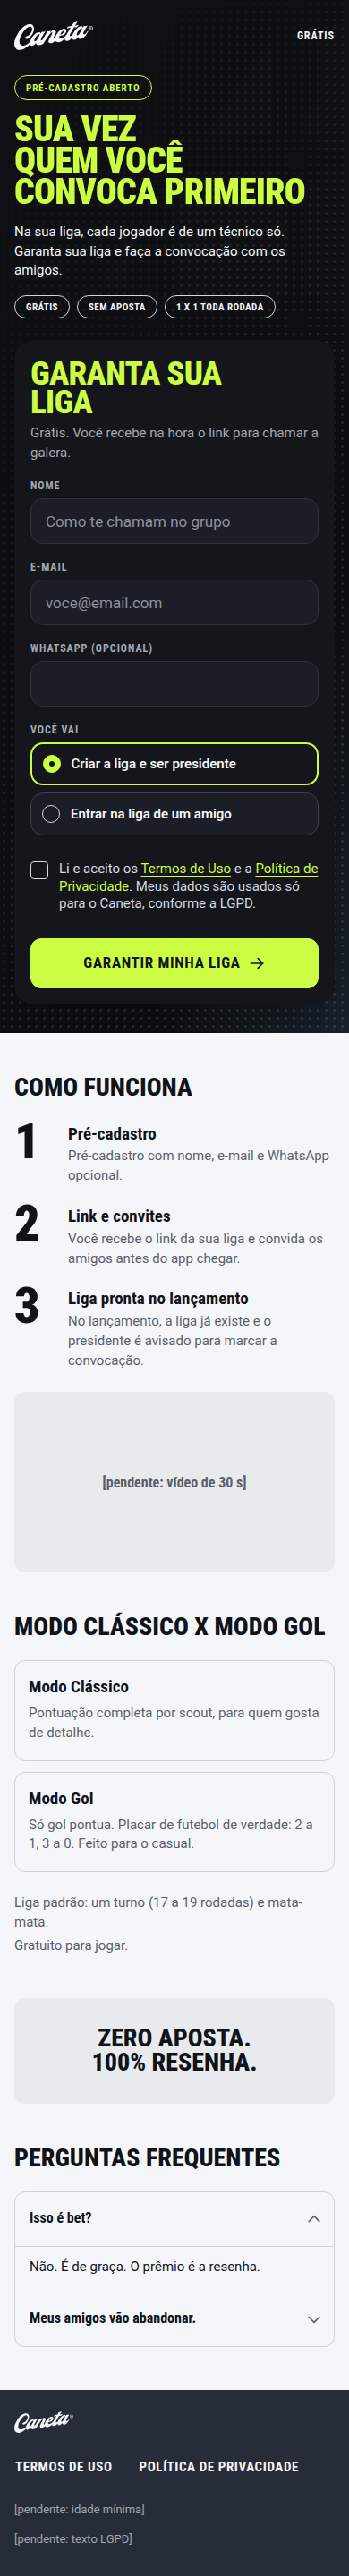 Caneta®
GRÁTIS
PRÉ-CADASTRO ABERTO
SUA VEZ
QUEM VOCÊ
CONVOCA PRIMEIRO
Na sua liga, cada jogador é de um técnico só.
Garanta sua liga e faça a convocação com os
amigos.
GRÁTIS
SEM APOSTA
1 X 1 TODA RODADA
GARANTA SUA
LIGA
Grátis. Você recebe na hora o link para chamar a
galera.
NOME
Como te chamam no grupo
E-MAIL
voce@email.com
WHATSAPP (OPCIONAL)
VOCÊ VAI
Criar a liga e ser presidente
Entrar na liga de um amigo
Li e aceito os Termos de Uso e a Política de
Privacidade. Meus dados são usados só
para o Caneta, conforme a LGPD.
GARANTIR MINHA LIGA →
COMO FUNCIONA
1
Pré-cadastro
Pré-cadastro com nome, e-mail e WhatsApp
opcional.
2
Link e convites
Você recebe o link da sua liga e convida os
amigos antes do app chegar.
3
Liga pronta no lançamento
No lançamento, a liga já existe e o
presidente é avisado para marcar a
convocação.
[pendente: vídeo de 30 s]
MODO CLÁSSICO X MODO GOL
Modo Clássico
Pontuação completa por scout, para quem gosta
de detalhe.
Modo Gol
Só gol pontua. Placar de futebol de verdade: 2 a
1, 3 a 0. Feito para o casual.
Liga padrão: um turno (17 a 19 rodadas) e mata-
mata.
Gratuito para jogar.
ZERO APOSTA.
100% RESENHA.
PERGUNTAS FREQUENTES
Isso é bet?
Não. É de graça. O prêmio é a resenha.
Meus amigos vão abandonar.
Caneta®
TERMOS DE USO
POLÍTICA DE PRIVACIDADE
[pendente: idade mínima]
[pendente: texto LGPD]